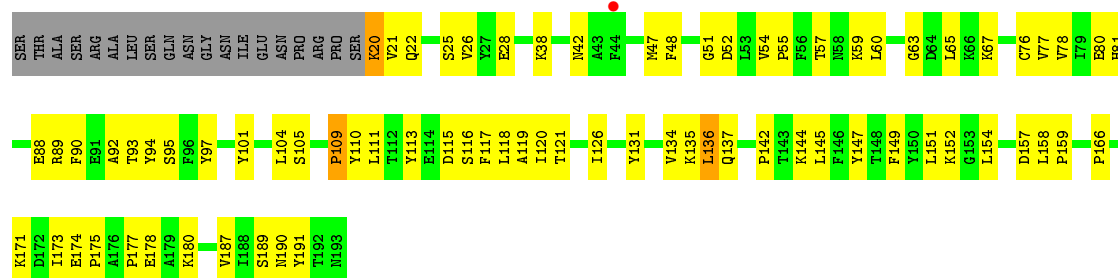 SER THR ALA SER ARG ALA LEU SER GLN ASN GLY ASN ILE GLU ASN PRO ARG PRO SER K20 V21 Q22 S25 V26 Y27 E28 K38 N42 A43 F44 M47 F48 G51 D52 L53 V54 P55 F56 T57 N58 K59 L60 G63 D64 L65 K66 K67 C76 V77 V78 I79 E80 H81
E88 R89 F90 E91 A92 T93 Y94 S95 F96 Y97 Y101 L104 S105 P109 Y110 L111 T112 Y113 E114 D115 S116 F117 L118 A119 I120 T121 I126 Y131 V134 K135 L136 Q137 P142 T143 K144 L145 F146 Y147 T148 F149 Y150 L151 K152 G153 L154 D157 L158 P159 P166
K171 D172 I173 E174 P175 A176 P177 E178 A179 K180 V187 I188 S189 N190 Y191 T192 N193